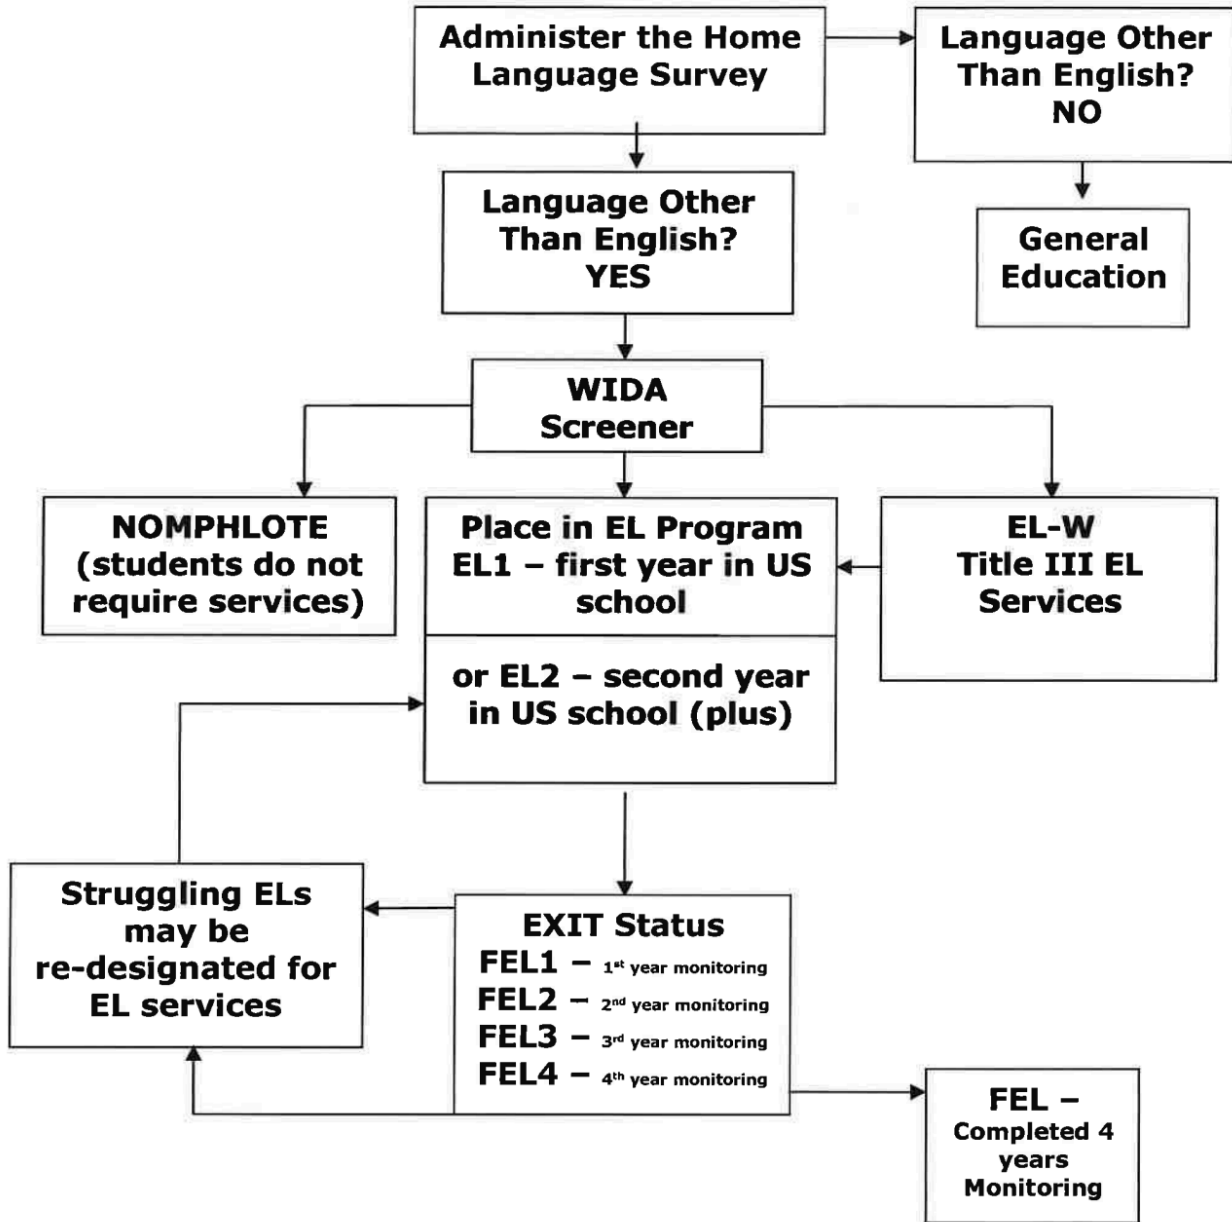 Administer the Home
Language Survey
Language Other
Than English?
NO
Language Other
Than English?
YES
General
Education
WIDA
Screener
NOMPHLOTE
(students do not
require services)
Place in EL Program
EL1 – first year in US
school
EL-W
Title III EL
Services
or EL2 – second year
in US school (plus)
Struggling ELs
may be
re-designated for
EL services
EXIT Status
FEL1 – 1st year monitoring
FEL2 – 2nd year monitoring
FEL3 – 3rd year monitoring
FEL4 – 4th year monitoring
FEL –
Completed 4
years
Monitoring